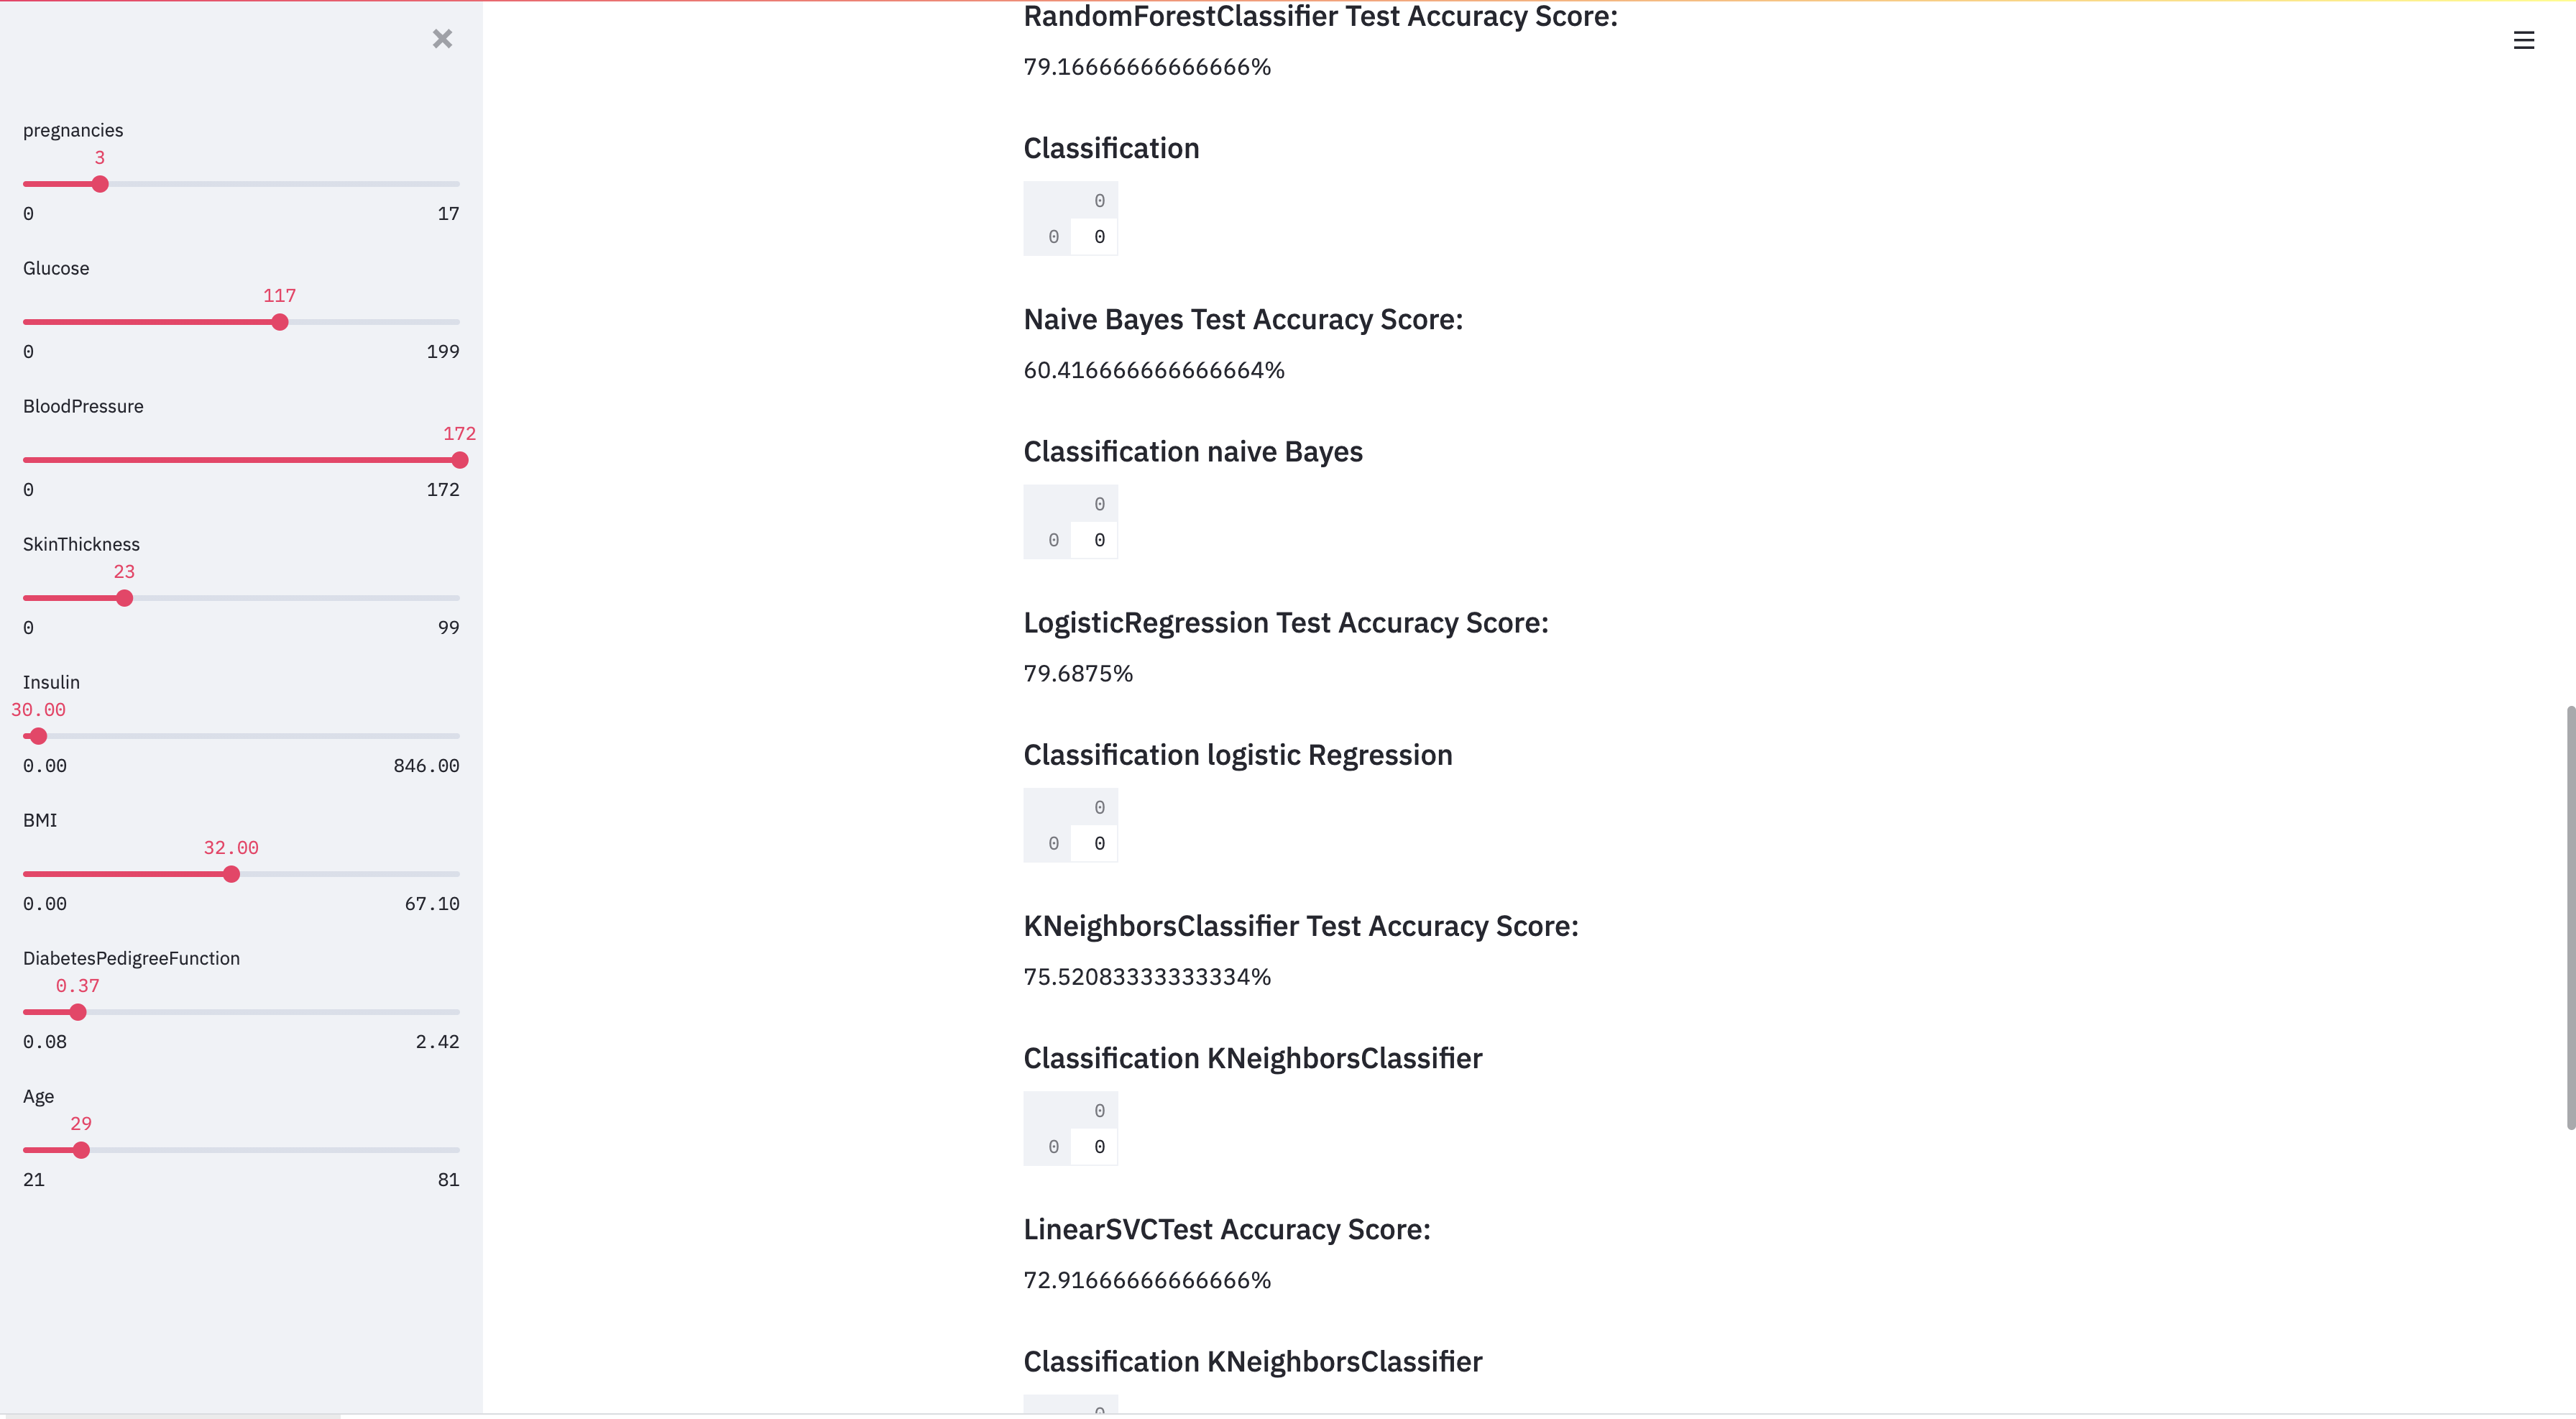 pregnancies
3
0 17
Glucose
117
0 199
BloodPressure
172
0 172
SkinThickness
23
0 99
Insulin
30.00
0.00 846.00
BMI
32.00
0.00 67.10
DiabetesPedigreeFunction
0.37
0.08 2.42
Age
29
21 81
RandomForestClassifier Test Accuracy Score:
79.16666666666666%
Classification
0
0 0
Naive Bayes Test Accuracy Score:
60.416666666666664%
Classification naive Bayes
0
0 0
LogisticRegression Test Accuracy Score:
79.6875%
Classification logistic Regression
0
0 0
KNeighborsClassifier Test Accuracy Score:
75.52083333333334%
Classification KNeighborsClassifier
0
0 0
LinearSVCTest Accuracy Score:
72.91666666666666%
Classification KNeighborsClassifier